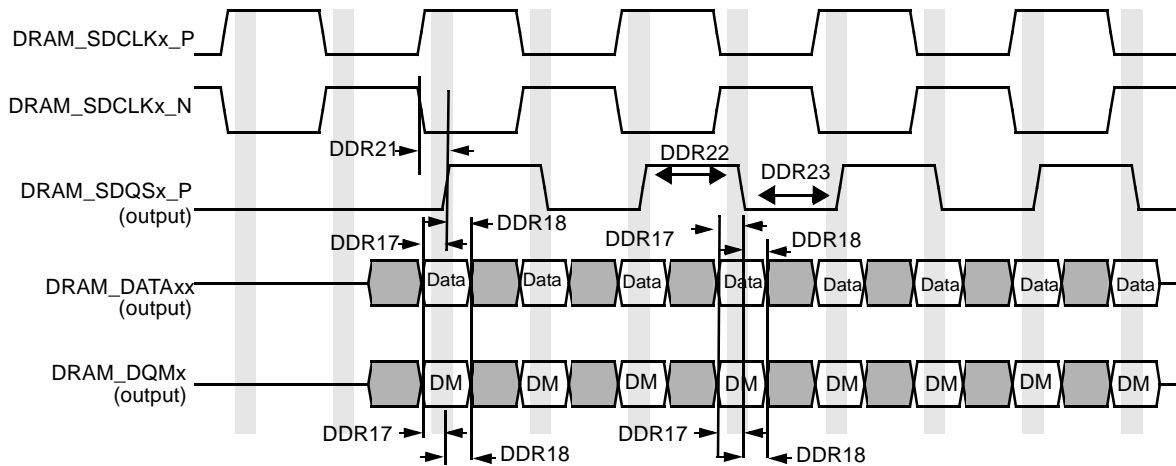 DRAM_SDCLKx_P
DRAM_SDCLKx_N
DDR21
DDR22
DDR23
DRAM_SDQSx_P
(output)
DDR18
DDR17
DDR17
DDR18
DRAM_DATAxx
(output)
Data Data Data Data Data Data Data Data
DRAM_DQMx
(output)
DM DM DM DM DM DM DM DM
DDR17
DDR18
DDR17
DDR18